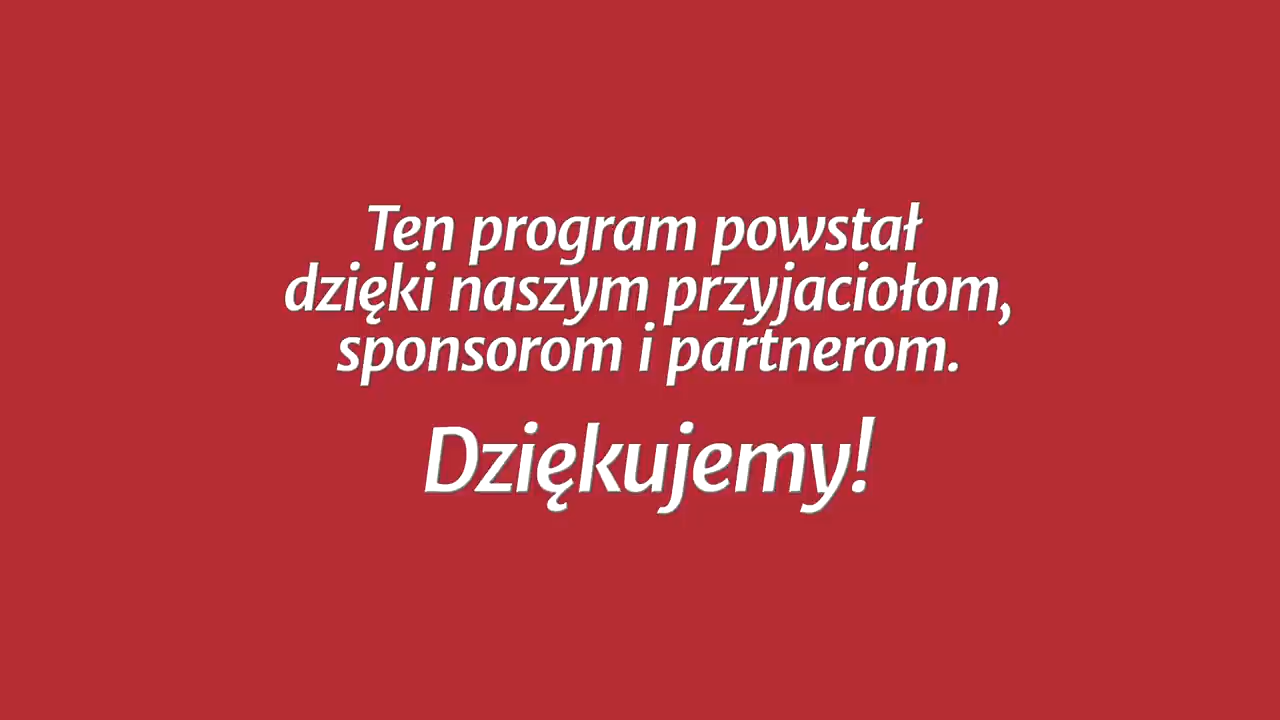 Ten program powstał
dzięki naszym przyjaciołom,
sponsorom i partnerom.
Dziękujemy!